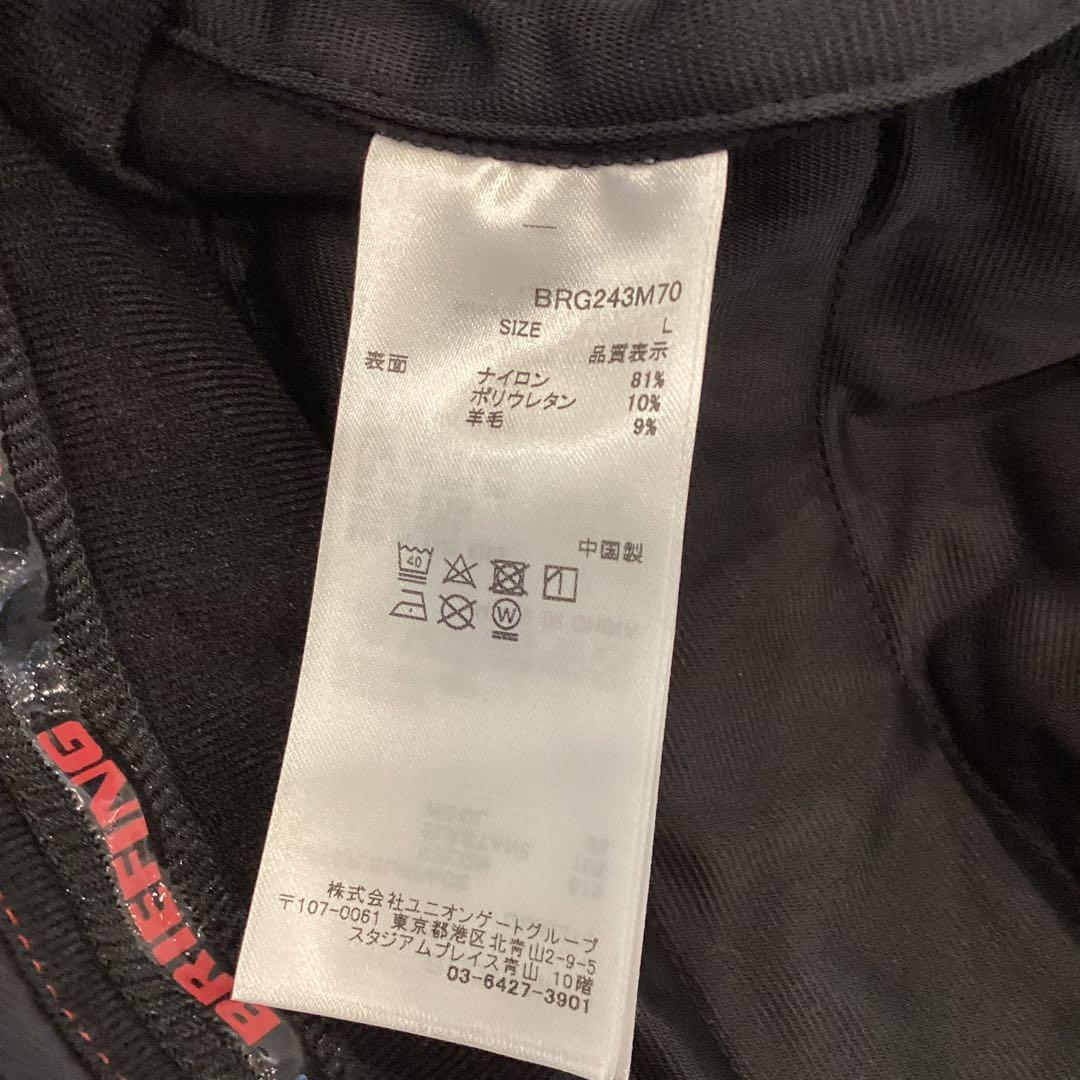 BRG243M70
SIZE L
品質表示
表面
ナイロン 81%
ポリウレタン 10%
羊毛 9%
中国製
40
W
BRIEFING
株式会社ユニオンゲートグループ
〒107-0061 東京都港区北青山2-9-5
スタジアムプレイス青山 10階
03-6427-3901